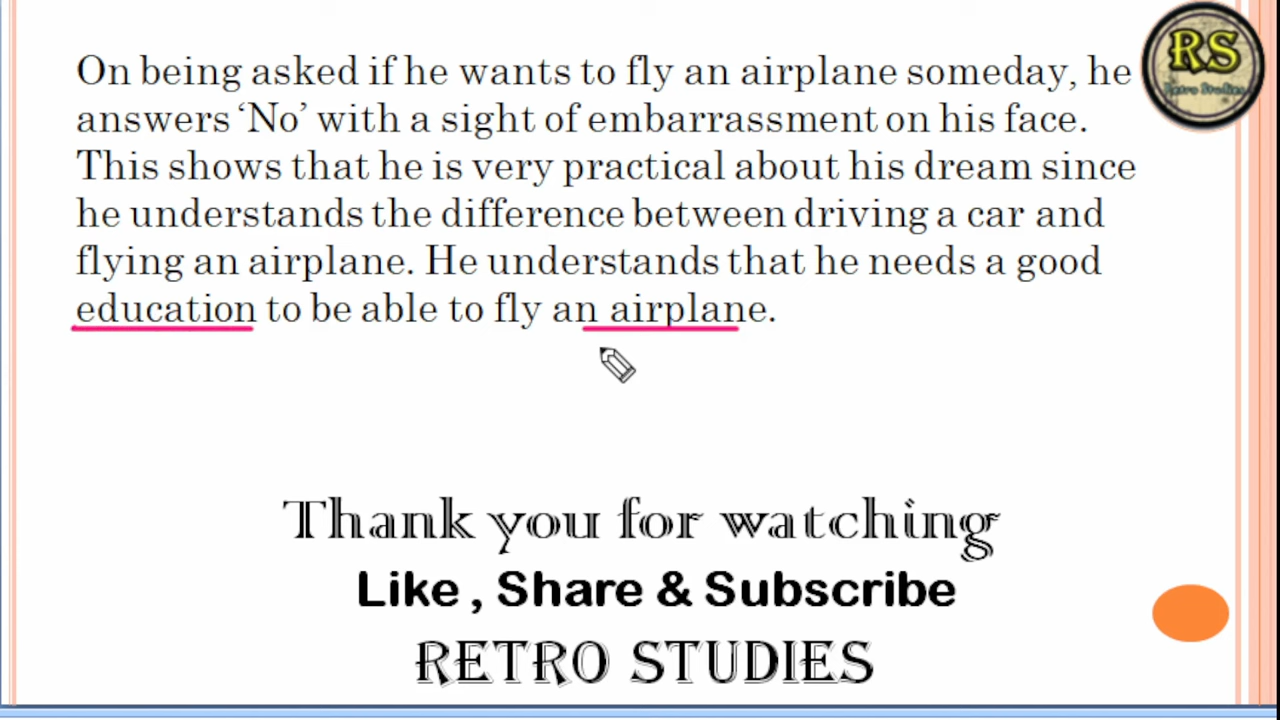 On being asked if he wants to fly an airplane someday, he
answers ‘No’ with a sight of embarrassment on his face.
This shows that he is very practical about his dream since
he understands the difference between driving a car and
flying an airplane. He understands that he needs a good
education to be able to fly an airplane.
Thank you for watching
Like , Share & Subscribe
RETRO STUDIES
RS
Retro Studies